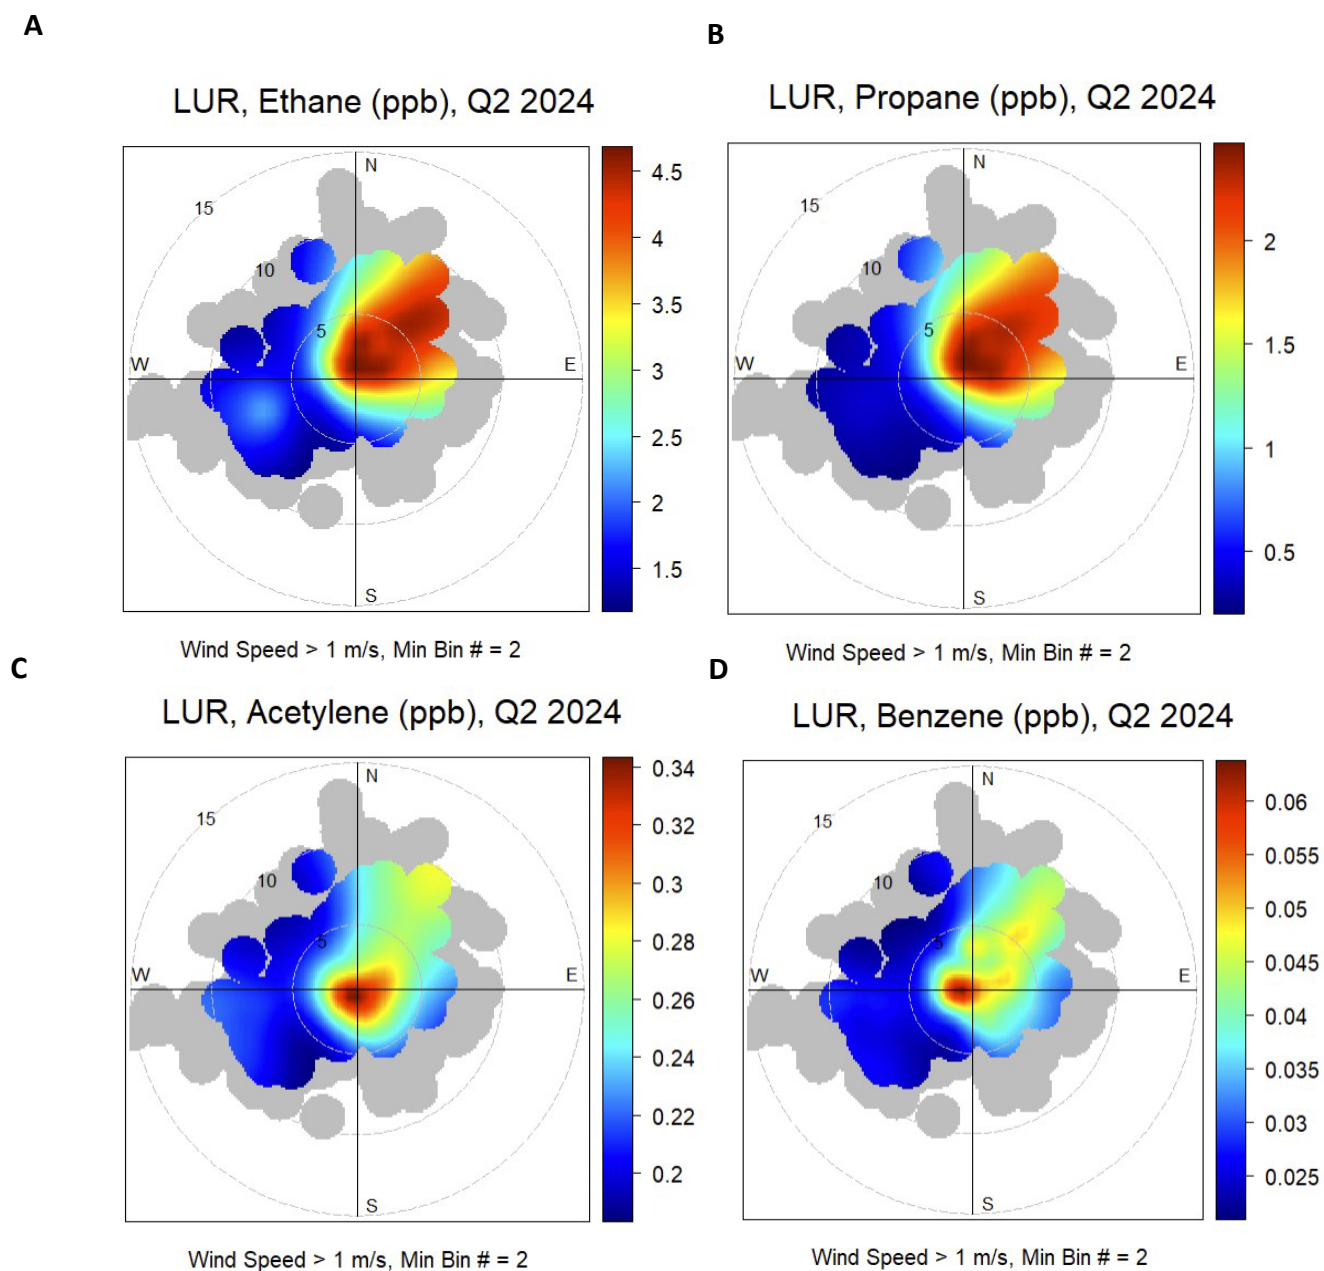 A
LUR, Ethane (ppb), Q2 2024
N
15
10
5
W
E
S
4.5
4
3.5
3
2.5
2
1.5
Wind Speed > 1 m/s, Min Bin # = 2
B
LUR, Propane (ppb), Q2 2024
N
15
10
5
W
E
S
2
1.5
1
0.5
Wind Speed > 1 m/s, Min Bin # = 2
C
LUR, Acetylene (ppb), Q2 2024
N
15
10
5
W
E
S
0.34
0.32
0.3
0.28
0.26
0.24
0.22
0.2
Wind Speed > 1 m/s, Min Bin # = 2
D
LUR, Benzene (ppb), Q2 2024
N
15
10
5
W
E
S
0.06
0.055
0.05
0.045
0.04
0.035
0.03
0.025
Wind Speed > 1 m/s, Min Bin # = 2